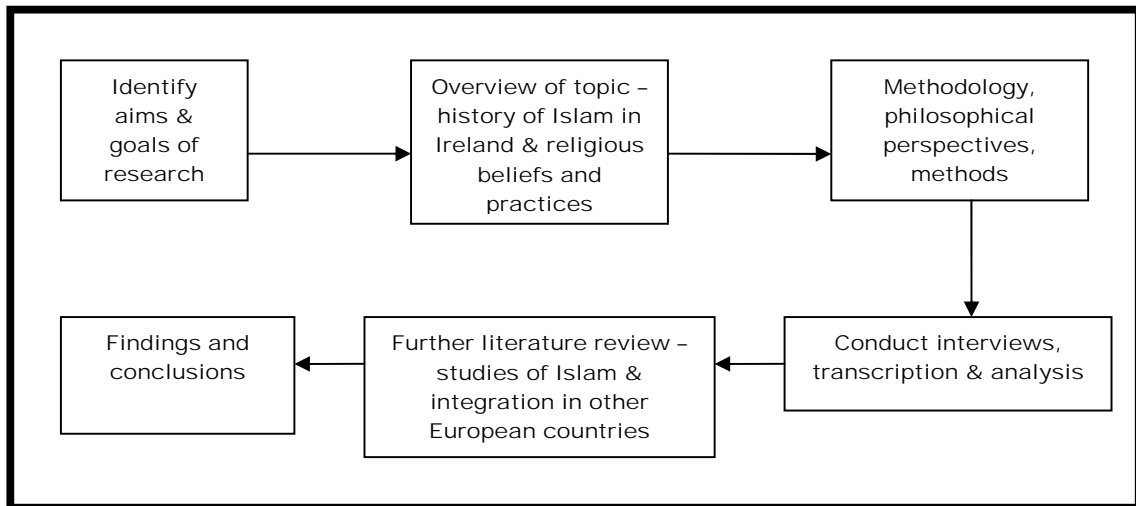 Identify
aims &
goals of
research
Overview of topic –
history of Islam in
Ireland & religious
beliefs and
practices
Methodology,
philosophical
perspectives,
methods
Conduct interviews,
transcription & analysis
Further literature review –
studies of Islam &
integration in other
European countries
Findings and
conclusions